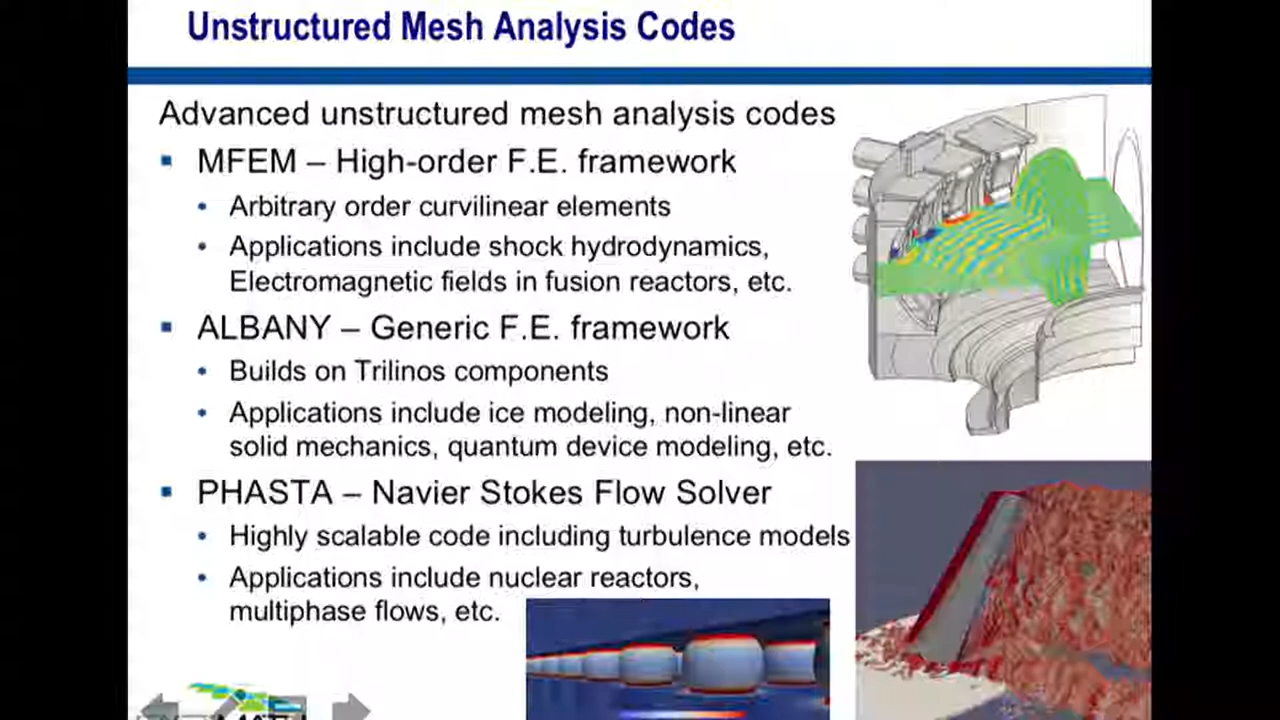 Unstructured Mesh Analysis Codes
Advanced unstructured mesh analysis codes
▪ MFEM – High-order F.E. framework
• Arbitrary order curvilinear elements
• Applications include shock hydrodynamics,
Electromagnetic fields in fusion reactors, etc.
▪ ALBANY – Generic F.E. framework
• Builds on Trilinos components
• Applications include ice modeling, non-linear
solid mechanics, quantum device modeling, etc.
▪ PHASTA – Navier Stokes Flow Solver
• Highly scalable code including turbulence models
• Applications include nuclear reactors,
multiphase flows, etc.